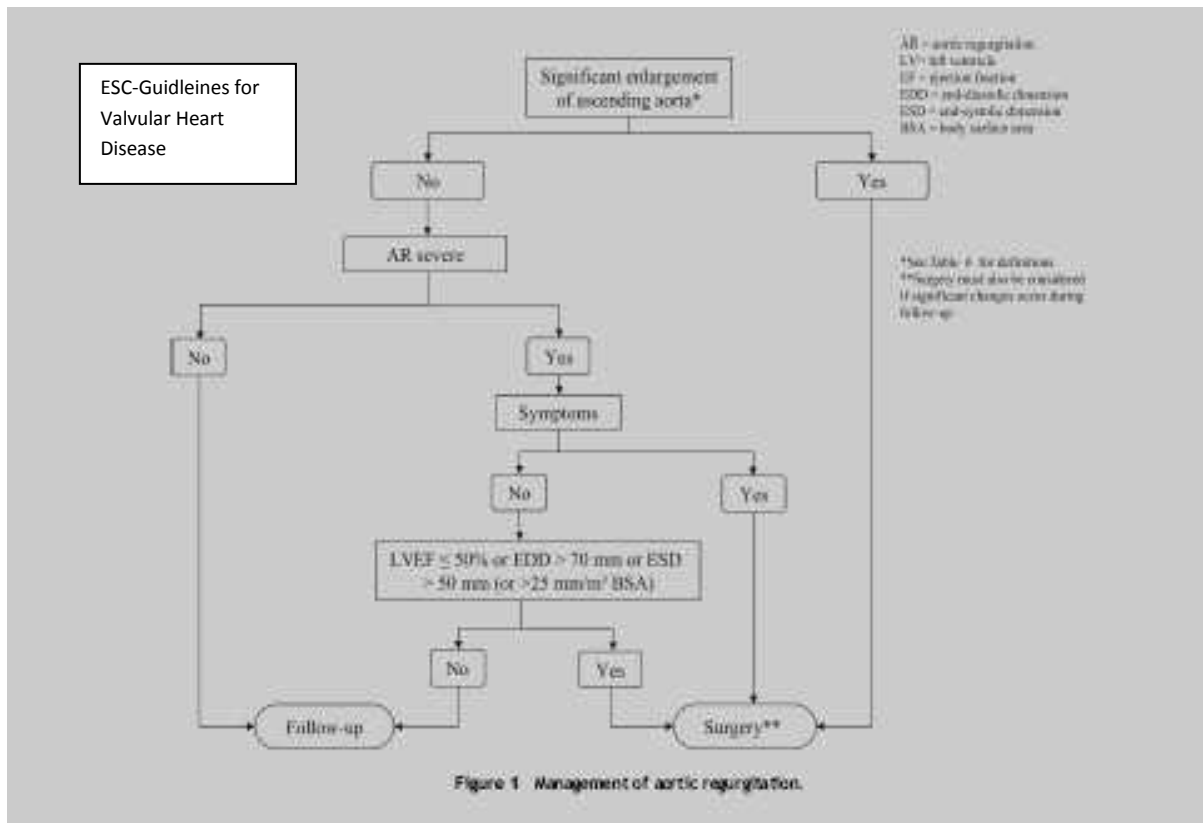 ESC-Guidleines for
Valvular Heart
Disease
Significant enlargement
of ascending aorta*
AR = aortic regurgitation
LV= left ventricle
EF = ejection fraction
EDD = end-diastolic dimension
ESD = end-systolic dimension
BSA = body surface area
No
Yes
AR severe
*See Table for definitions
**Surgery must also be considered
if significant changes occur during
follow-up
No
Yes
Symptoms
No
Yes
LVEF ≤ 50% or EDD > 70 mm or ESD
> 50 mm (or >25 mm/m² BSA)
No
Yes
Follow-up
Surgery**
Figure 1 Management of aortic regurgitation.